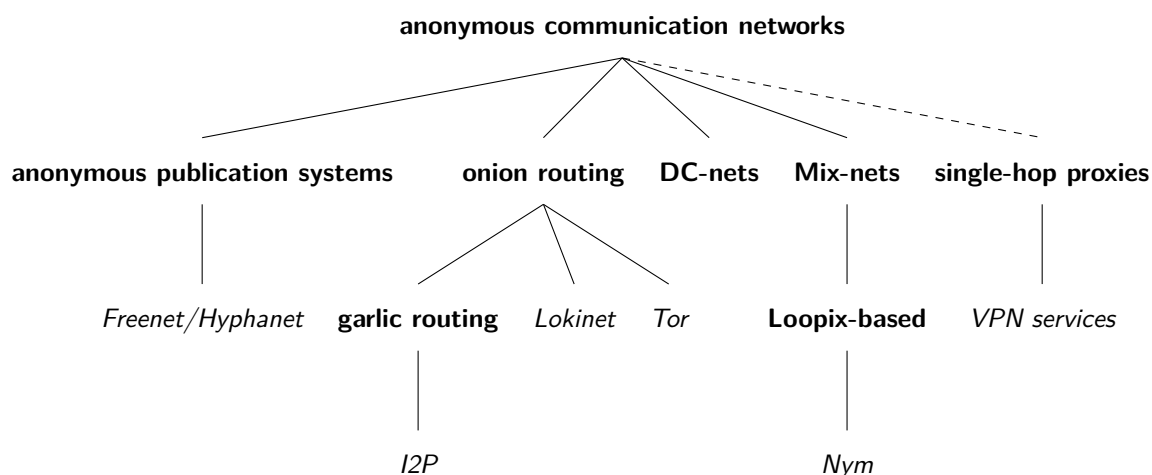 anonymous communication networks
anonymous publication systems onion routing DC-nets Mix-nets single-hop proxies
Freenet/Hyphanet garlic routing Lokinet Tor Loopix-based VPN services
I2P Nym